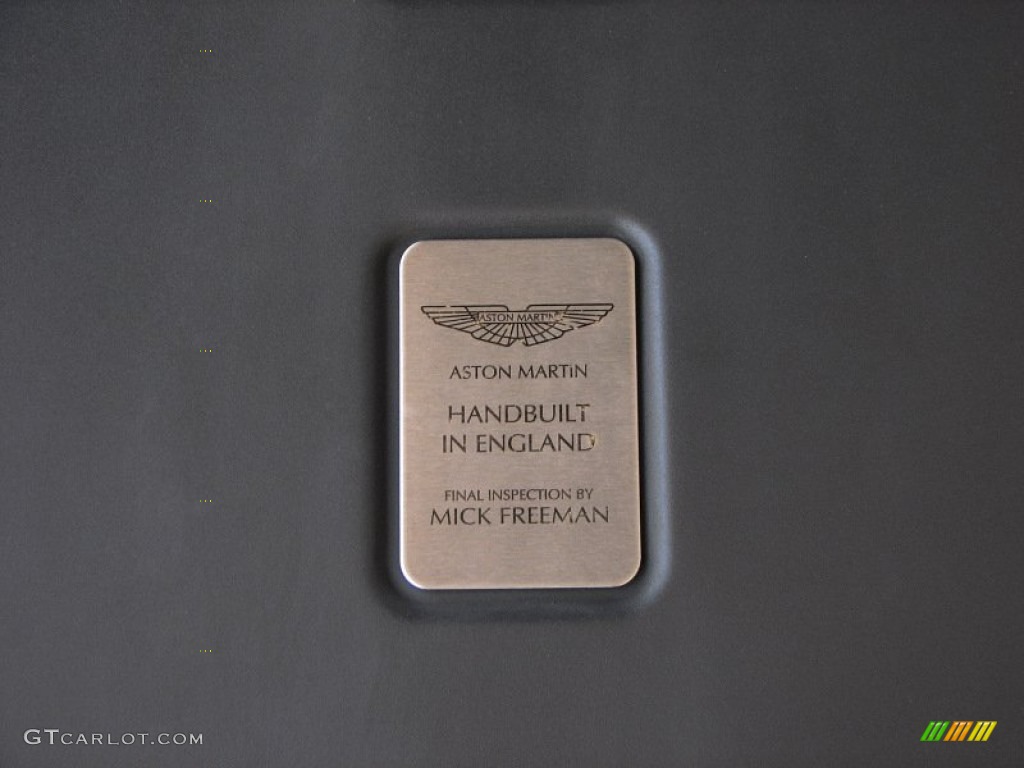 ASTON MARTIN
ASTON MARTiN
HANDBUILT
IN ENGLAND
FINAL INSPECTION BY
MICK FREEMAN
GTCARLOT.COM